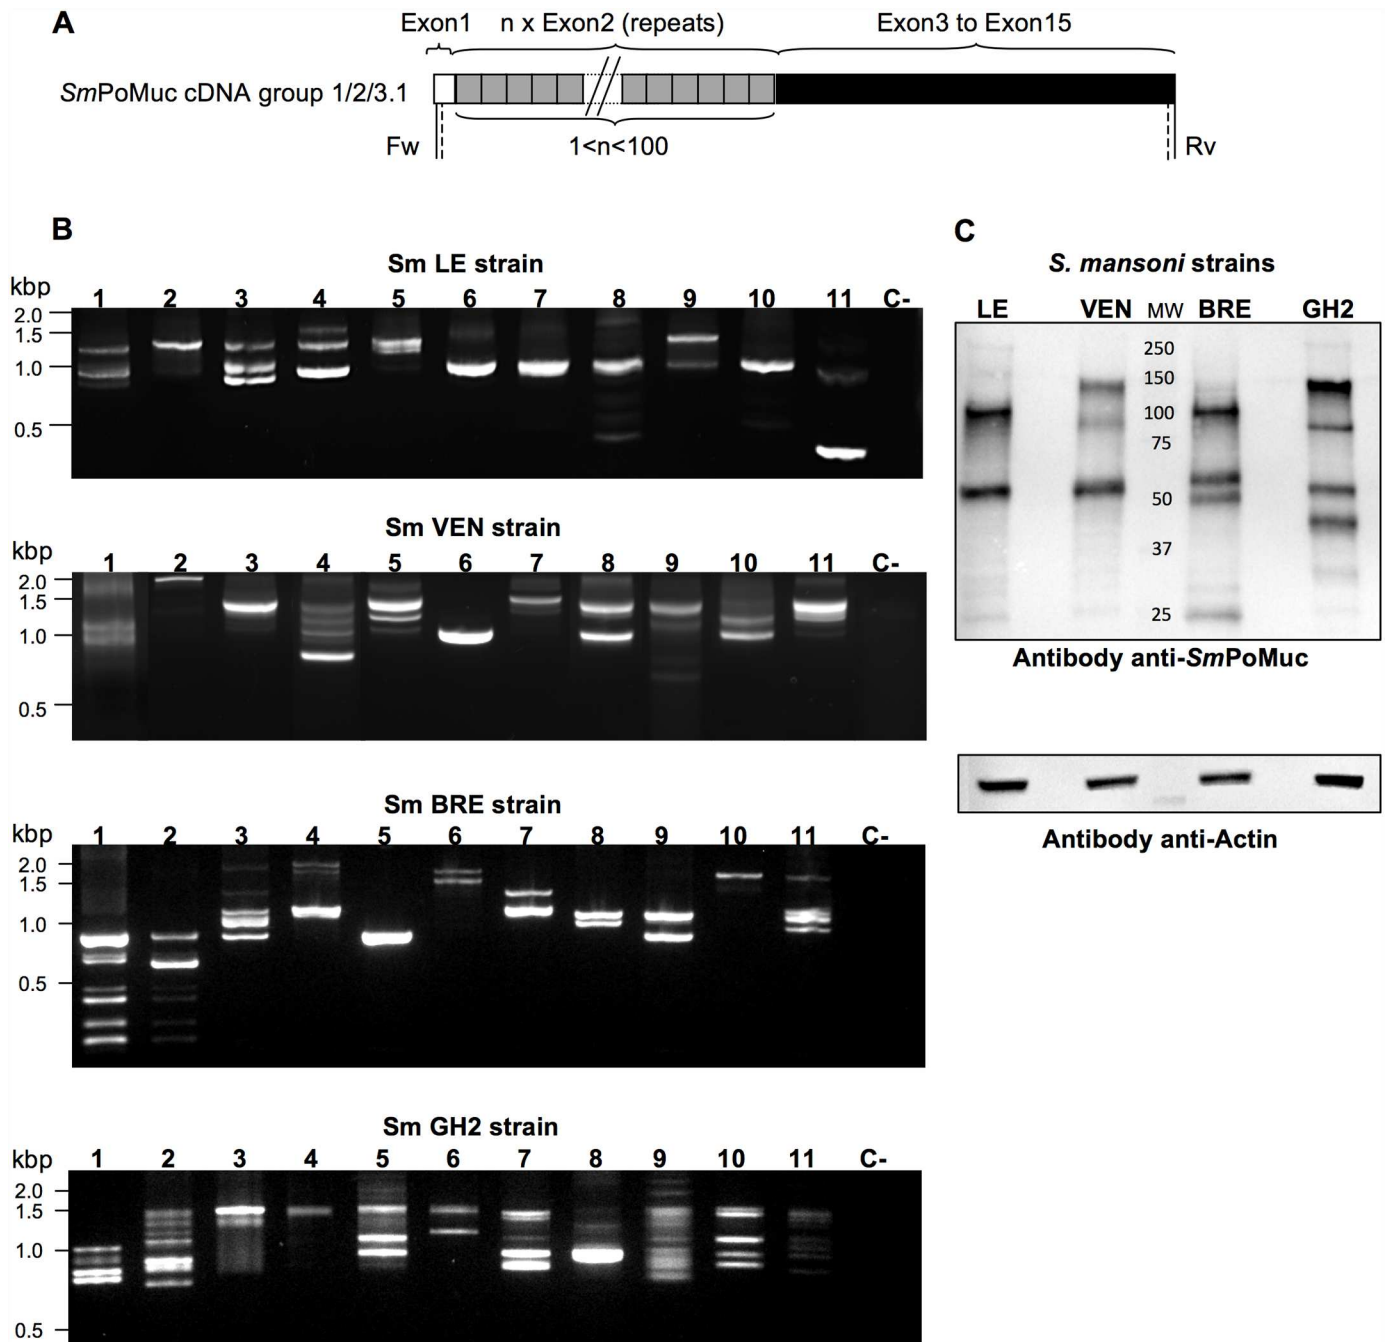 A
Exon1 n x Exon2 (repeats) Exon3 to Exon15
SmPoMuc cDNA group 1/2/3.1
Fw 1<n<100 Rv
B
Sm LE strain
kbp 1 2 3 4 5 6 7 8 9 10 11 C-
2.0
1.5
1.0
0.5
Sm VEN strain
kbp 1 2 3 4 5 6 7 8 9 10 11 C-
2.0
1.5
1.0
0.5
Sm BRE strain
kbp 1 2 3 4 5 6 7 8 9 10 11 C-
2.0
1.5
1.0
0.5
Sm GH2 strain
kbp 1 2 3 4 5 6 7 8 9 10 11 C-
2.0
1.5
1.0
0.5
C
S. mansoni strains
LE VEN MW BRE GH2
250
150
100
75
50
37
25
Antibody anti-SmPoMuc
Antibody anti-Actin